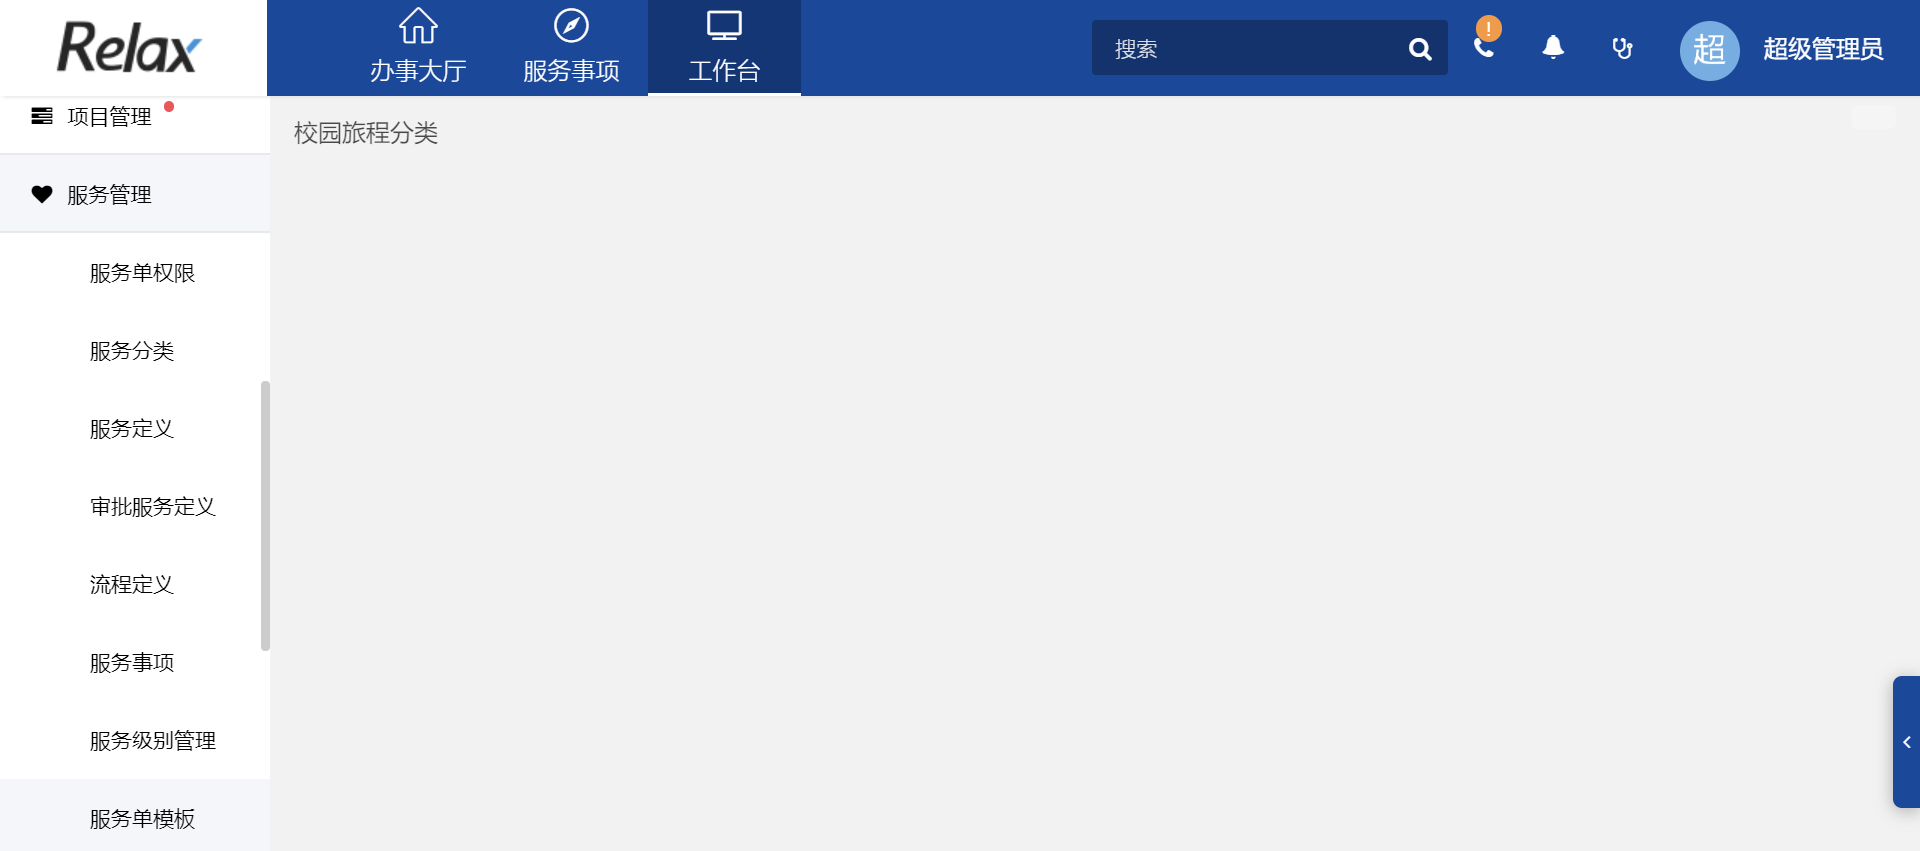 Relax
办事大厅
服务事项
工作台
搜索
!
超
超级管理员
项目管理
服务管理
服务单权限
服务分类
服务定义
审批服务定义
流程定义
服务事项
服务级别管理
服务单模板
校园旅程分类